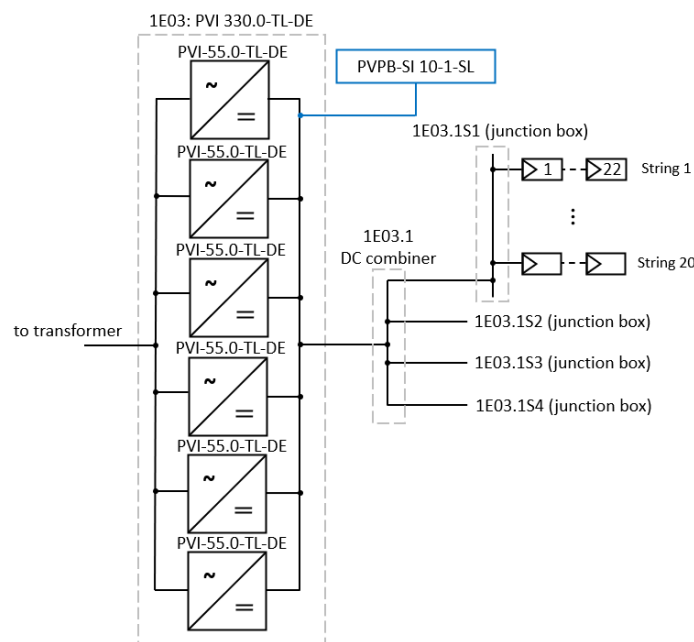 1E03: PVI 330.0-TL-DE
PVI-55.0-TL-DE
~
=
PVPB-SI 10-1-SL
1E03.1S1 (junction box)
1
22
String 1
...
PVI-55.0-TL-DE
~
=
1E03.1
DC combiner
String 20
PVI-55.0-TL-DE
~
=
to transformer
1E03.1S2 (junction box)
PVI-55.0-TL-DE
~
=
1E03.1S3 (junction box)
1E03.1S4 (junction box)
PVI-55.0-TL-DE
~
=
PVI-55.0-TL-DE
~
=